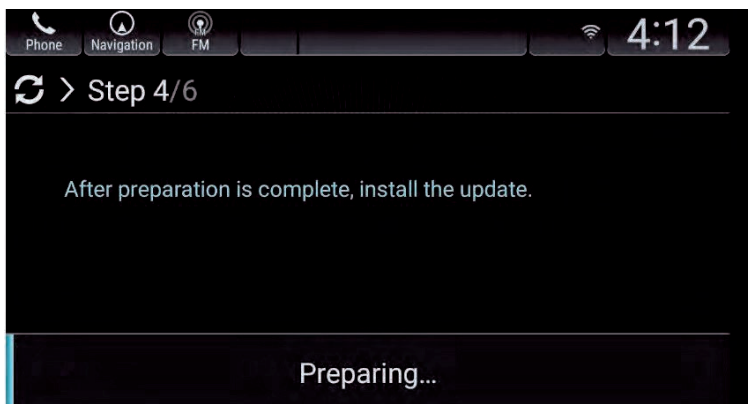 Phone Navigation FM 4:12
Step 4/6
After preparation is complete, install the update.
Preparing...